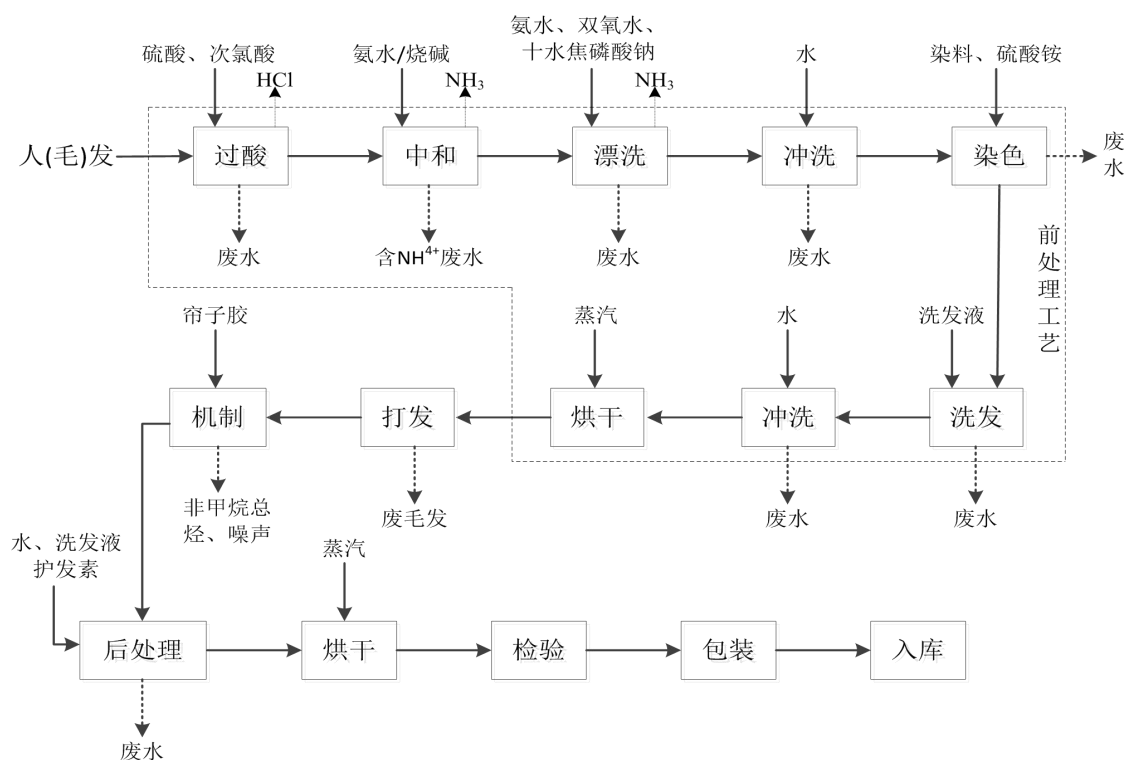 硫酸、次氯酸
HCl
氨水/烧碱
NH₃
氨水、双氧水、
十水焦磷酸钠
NH₃
水
染料、硫酸铵
人(毛)发
过酸
中和
漂洗
冲洗
染色
废
水
废水
含NH⁴⁺废水
废水
废水
前处理工艺
帘子胶
蒸汽
水
洗发液
机制
打发
烘干
冲洗
洗发
非甲烷总
烃、噪声
废毛发
废水
废水
水、洗发液
护发素
蒸汽
后处理
烘干
检验
包装
入库
废水